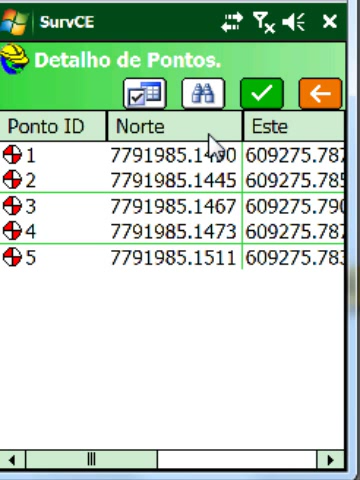 SurvCE
Detalho de Pontos.
Ponto ID Norte Este
1 609275.787
2 7791985.1445 609275.785
3 7791985.1467 609275.790
4 7791985.1473 609275.787
5 7791985.1511 609275.783